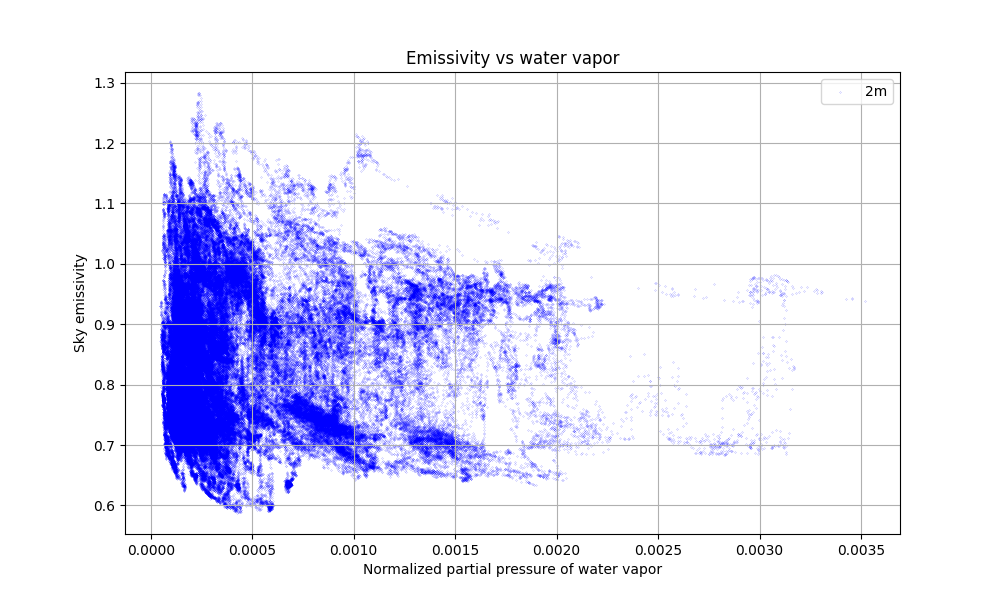 Emissivity vs water vapor
2m
Sky emissivity
1.3
1.2
1.1
1.0
0.9
0.8
0.7
0.6
0.0000 0.0005 0.0010 0.0015 0.0020 0.0025 0.0030 0.0035
Normalized partial pressure of water vapor